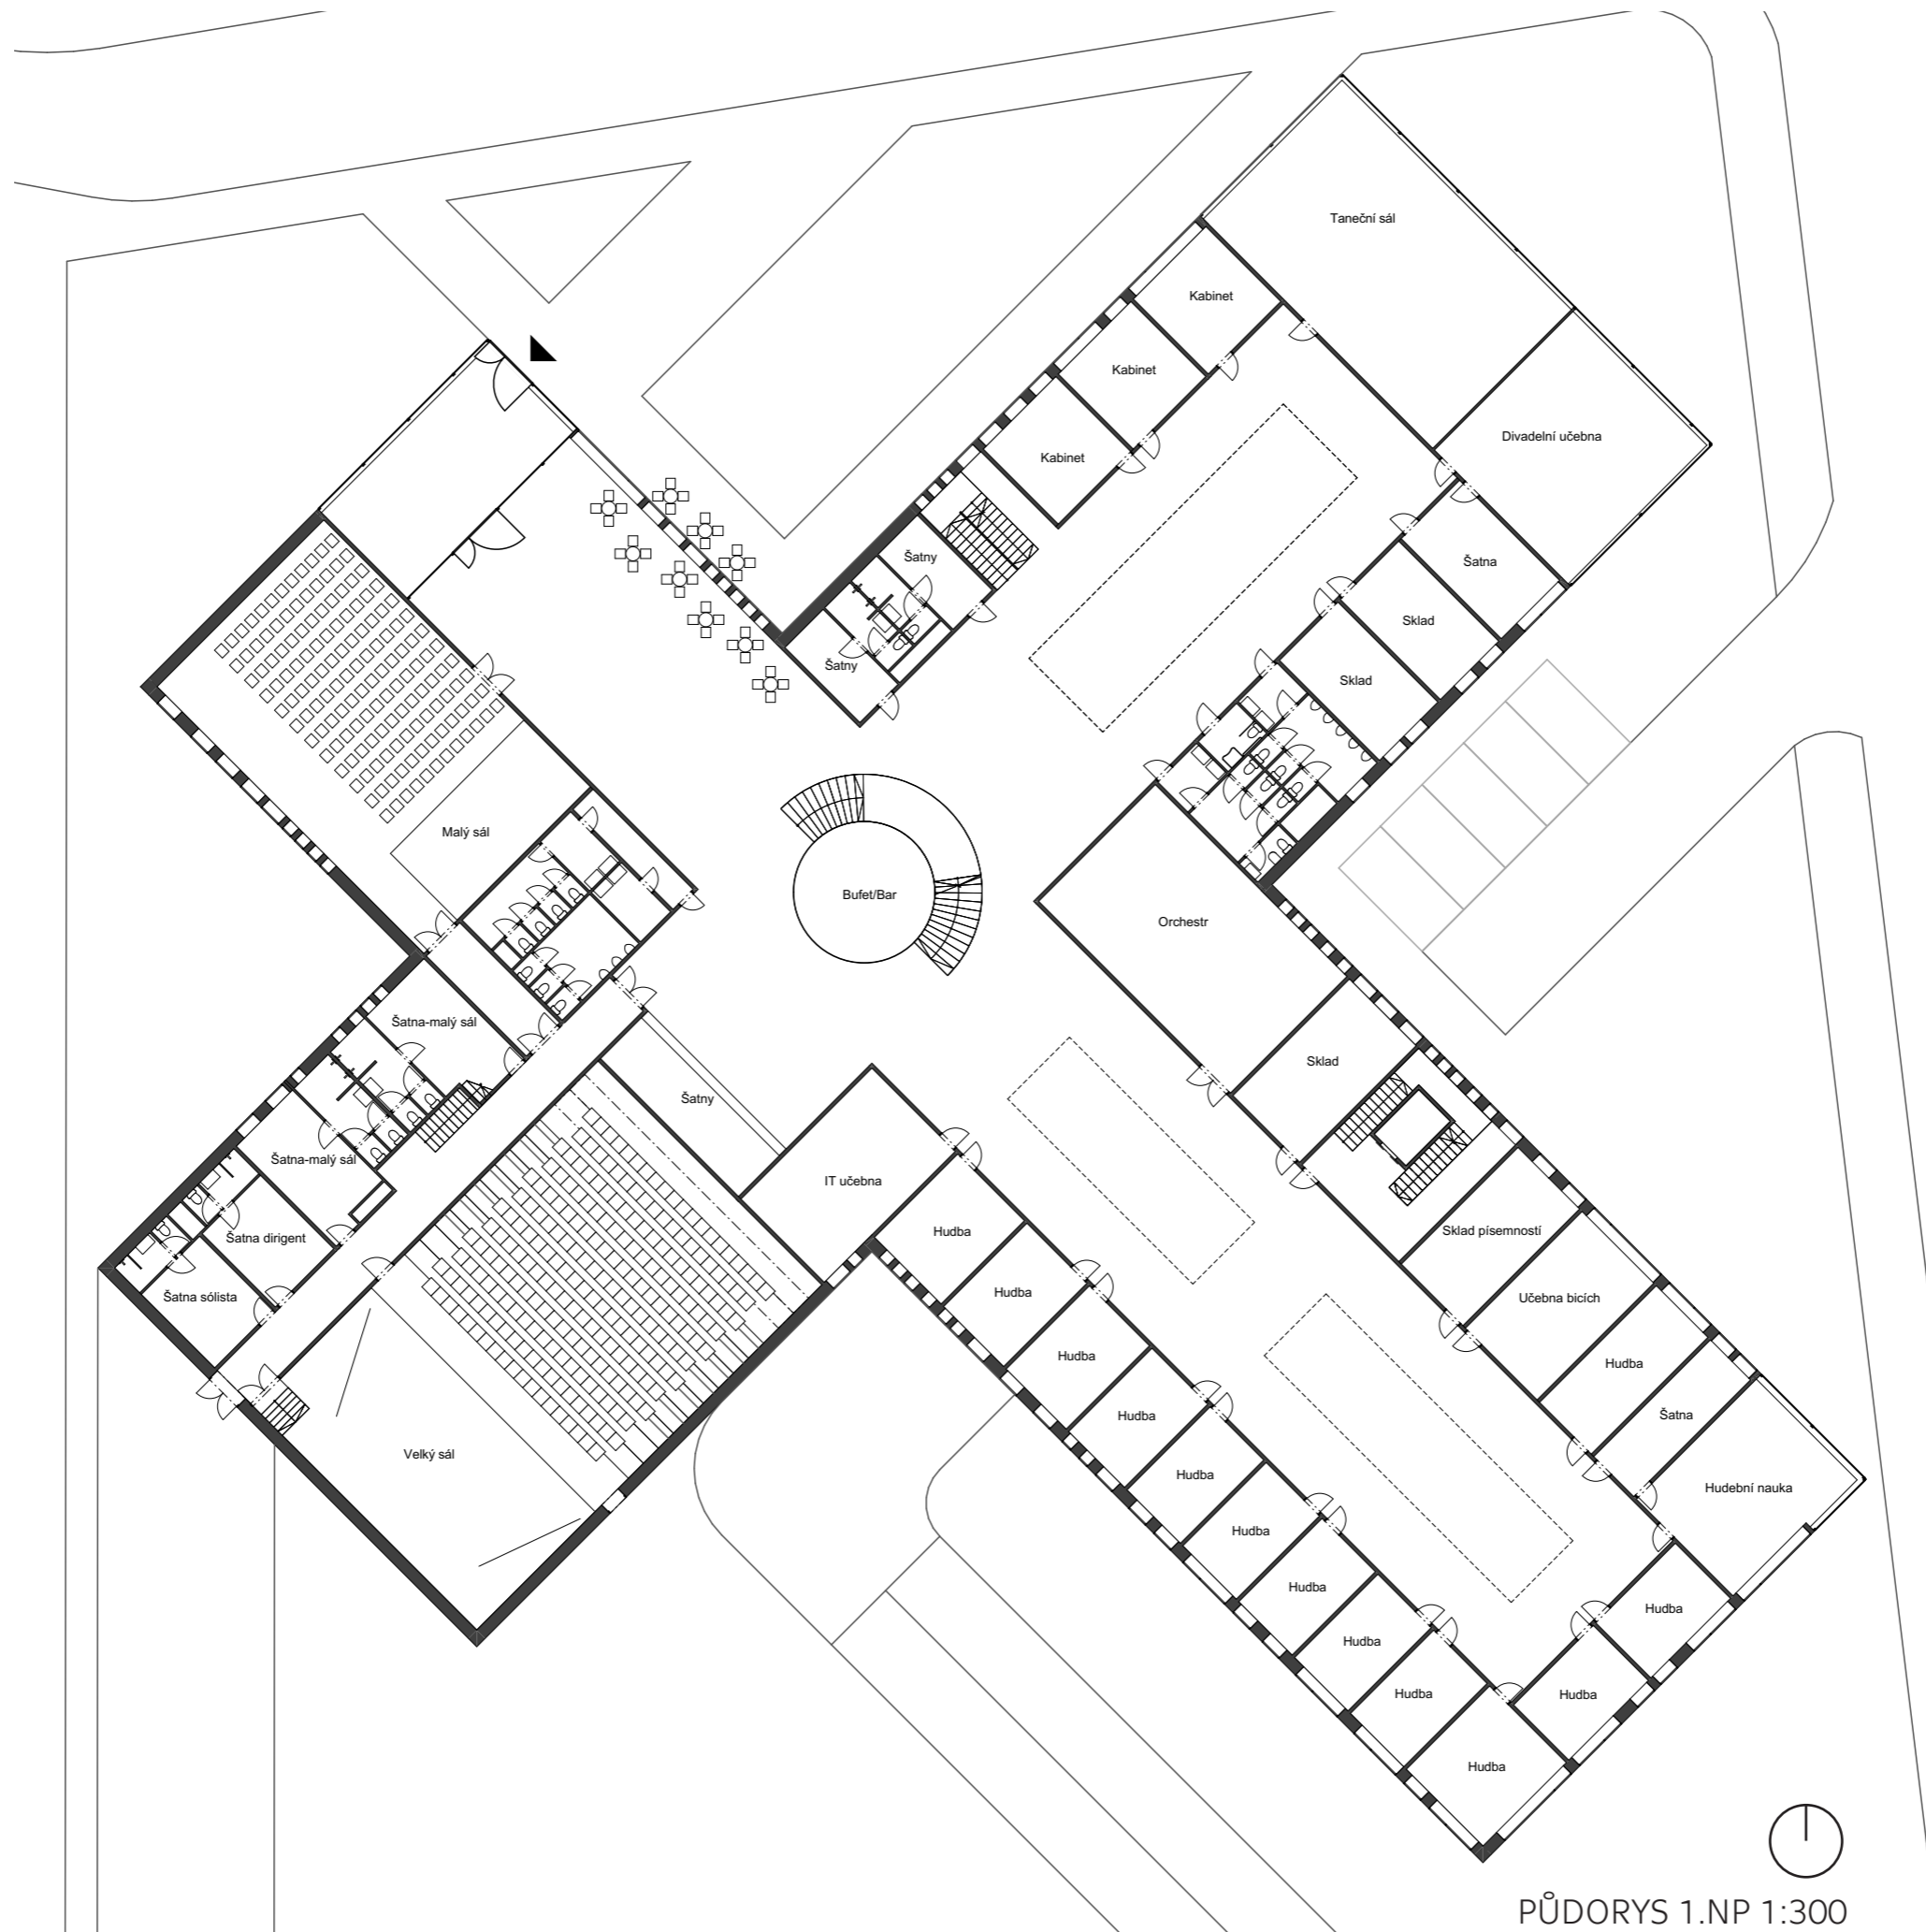 Taneční sál
Kabinet
Kabinet
Divadelní učebna
Kabinet
Šatny
Šatna
Sklad
Šatny
Sklad
Malý sál
Bufet/Bar
Orchestr
Šatna-malý sál
Sklad
Šatny
Šatna-malý sál
IT učebna
Hudba
Sklad písemností
Šatna dirigent
Hudba
Šatna sólista
Učebna bicích
Hudba
Hudba
Hudba
Šatna
Velký sál
Hudba
Hudební nauka
Hudba
Hudba
Hudba
Hudba
Hudba
Hudba
Hudba
PŮDORYS 1.NP 1:300